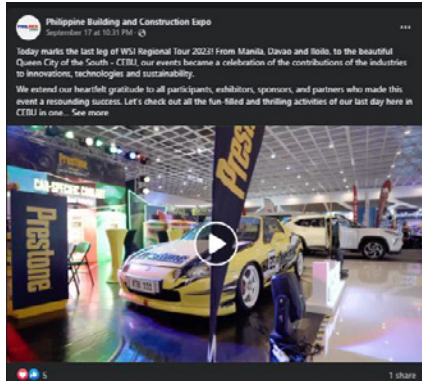 Philippine Building and Construction Expo
September 17 at 10:31 PM
Today marks the last leg of WSI Regional Tour 2023! From Manila, Davao and Iloilo, to the beautiful
Queen City of the South - CEBU, our events became a celebration of the contributions of the industries
to innovations, technologies and sustainability.
We extend our heartfelt gratitude to all participants, exhibitors, sponsors, and partners who made this
event a resounding success. Let's check out all the fun-filled and thrilling activities of our last day here in
CEBU in one... See more
Prestone
CAR-SPECIFIC COOLANT
Prestone
Prestone
5
1 share